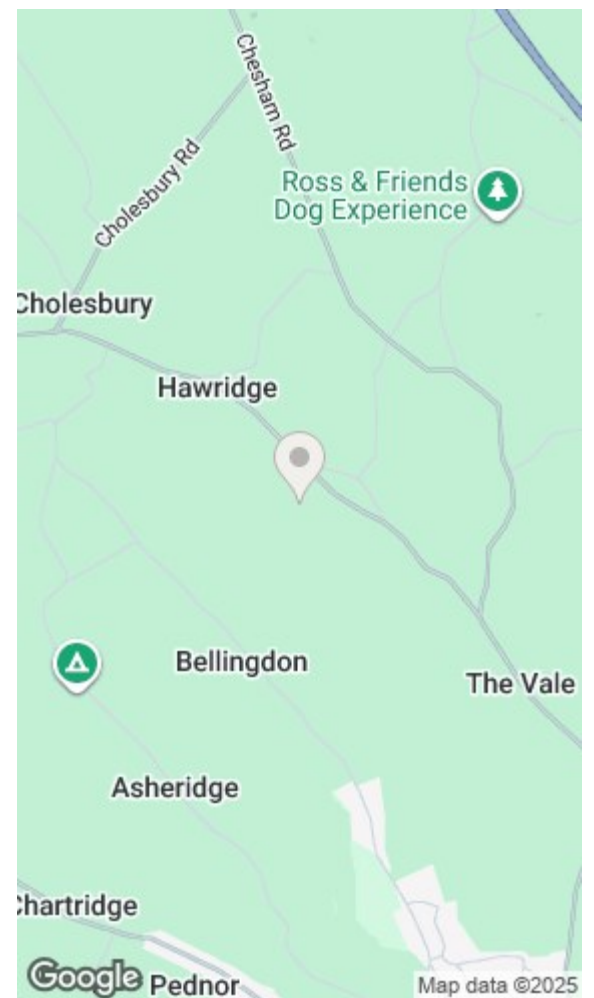 Chesham Rd
Cholesbury Rd
Ross & Friends
Dog Experience
Cholesbury
Hawridge
Bellingdon
The Vale
Asheridge
Chartridge
Google
Pednor
Map data ©2025